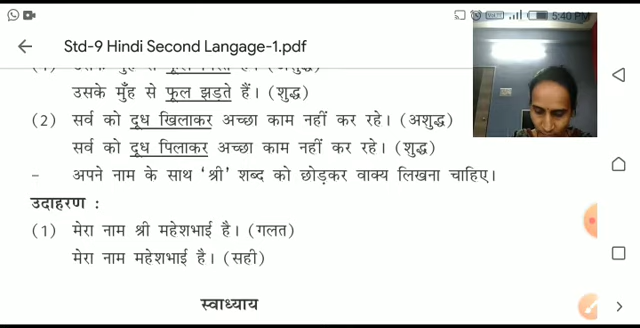 5:40 PM
Std-9 Hindi Second Langage-1.pdf
उसके मुँह से फूल झड़ते हैं। (शुद्ध)
(2) सर्व को दूध खिलाकर अच्छा काम नहीं कर रहे। (अशुद्ध)
सर्व को दूध पिलाकर अच्छा काम नहीं कर रहे। (शुद्ध)
- अपने नाम के साथ ‘श्री’ शब्द को छोड़कर वाक्य लिखना चाहिए।
उदाहरण :
(1) मेरा नाम श्री महेशभाई है। (गलत)
मेरा नाम महेशभाई है। (सही)
स्वाध्याय